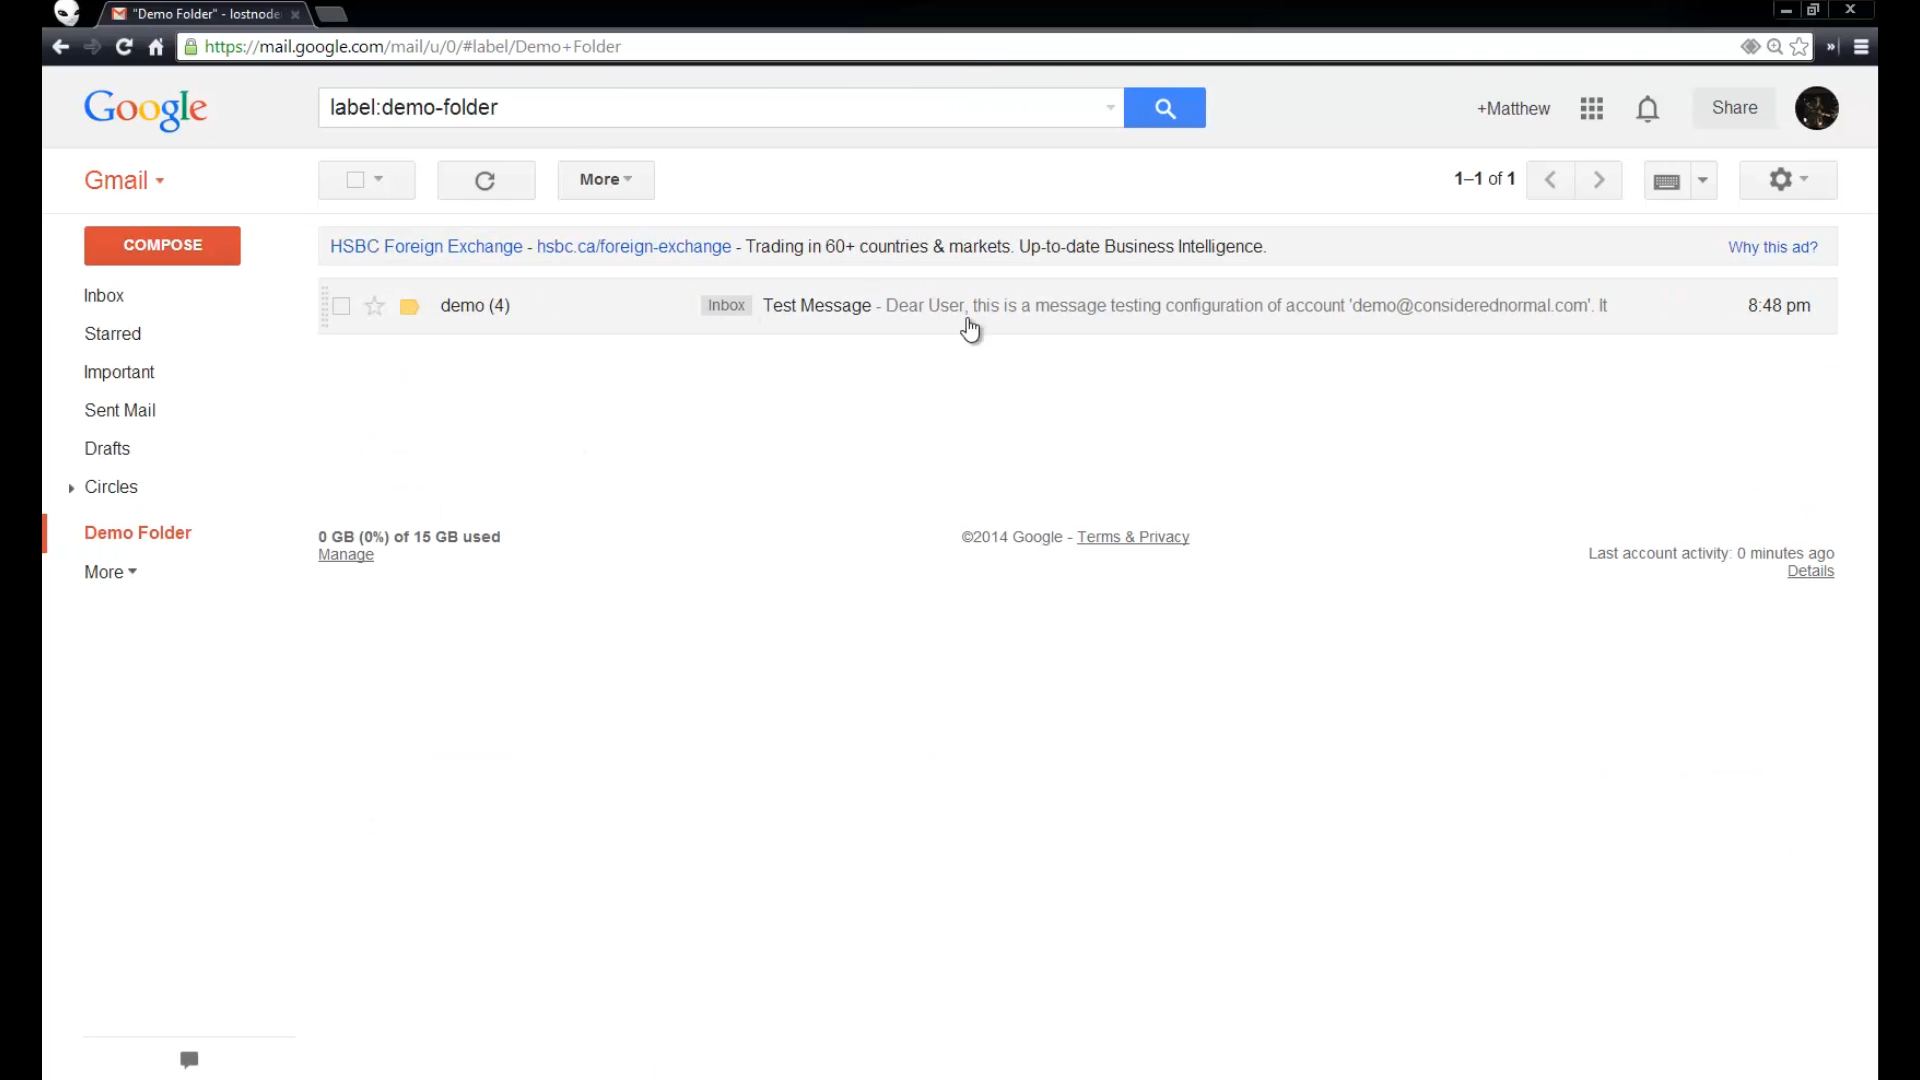 "Demo Folder" - lostnode
https://mail.google.com/mail/u/0/#label/Demo+Folder
Google
label:demo-folder
+Matthew
Share
Gmail
More
1–1 of 1
COMPOSE
HSBC Foreign Exchange - hsbc.ca/foreign-exchange - Trading in 60+ countries & markets. Up-to-date Business Intelligence.
Why this ad?
Inbox
demo (4)
Inbox
Test Message - Dear User, this is a message testing configuration of account 'demo@considerednormal.com'. It
8:48 pm
Starred
Important
Sent Mail
Drafts
Circles
Demo Folder
More
0 GB (0%) of 15 GB used
Manage
©2014 Google - Terms & Privacy
Last account activity: 0 minutes ago
Details